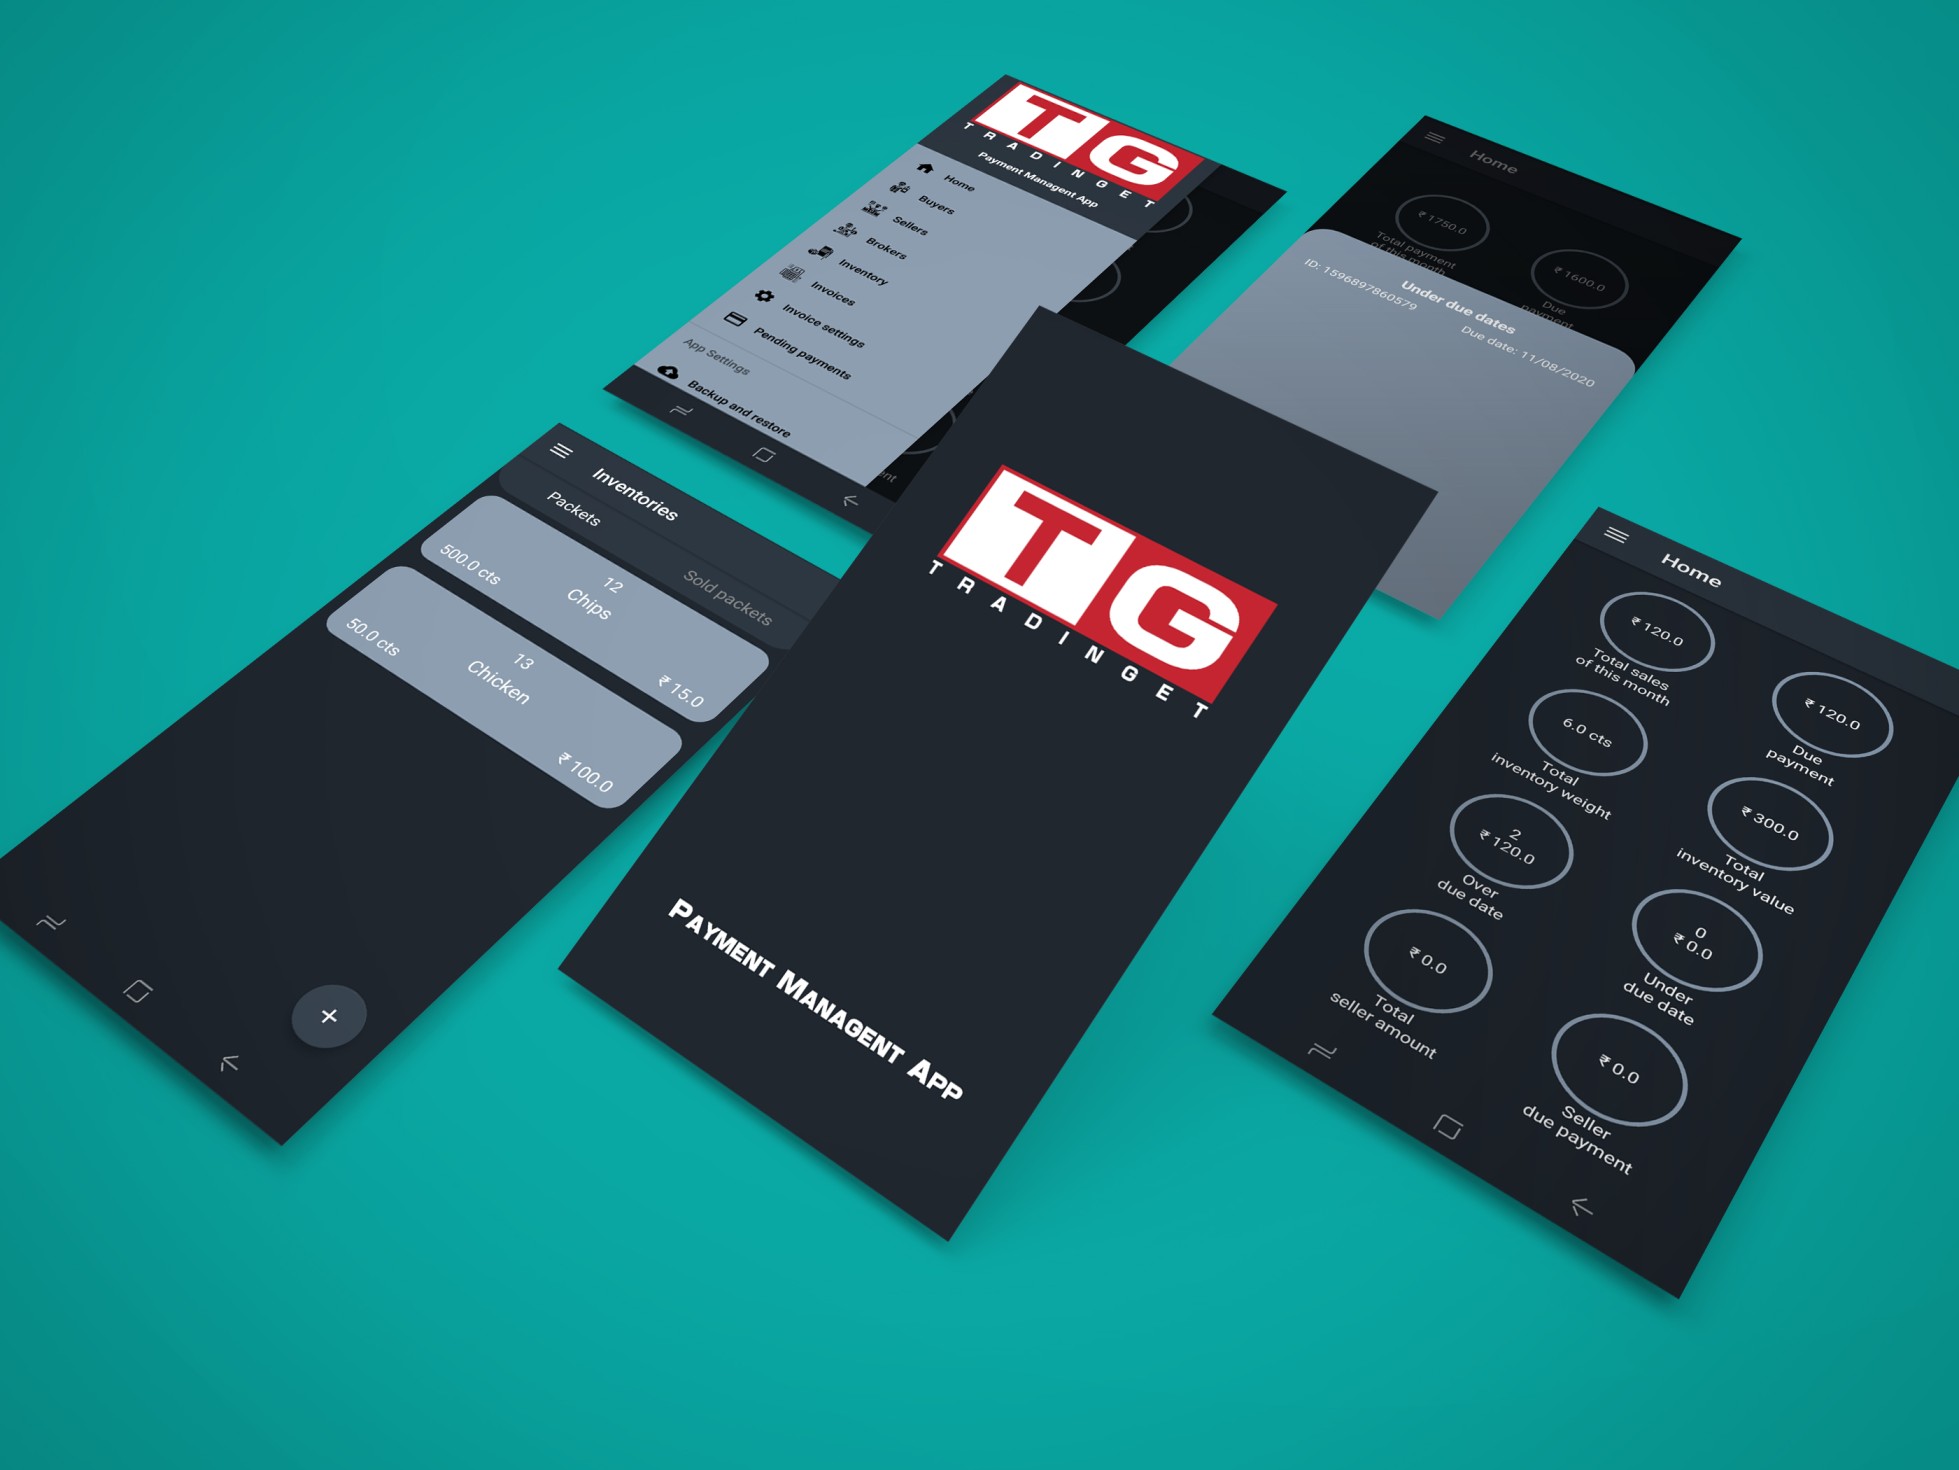 TG
TRADINGET
Payment Managent App
Home
Buyers
Sellers
Brokers
Inventory
Invoices
Invoice settings
Pending payments
App Settings
Backup and restore
Home
₹ 1750.0
Total payment
of this month
₹ 1600.0
Due
payment
Under due dates
ID: 1596897860579
Due date: 11/08/2020
Inventories
Packets
Sold packets
12
500.0 cts
Chips
₹ 15.0
13
50.0 cts
Chicken
₹ 100.0
TG
TRADINGET
Payment Managent App
Home
₹ 120.0
Total sales
of this month
₹ 120.0
Due
payment
6.0 cts
Total
inventory weight
₹ 300.0
Total
inventory value
2
₹ 120.0
Over
due date
0
₹ 0.0
Under
due date
₹ 0.0
Total
seller amount
₹ 0.0
Seller
due payment